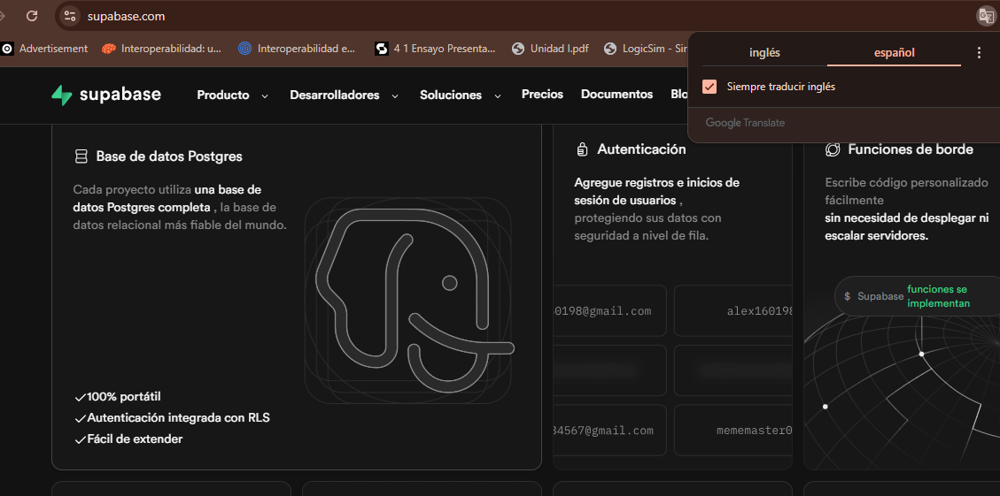 supabase.com
Advertisement
Interoperabilidad: u...
Interoperabilidad e...
4 1 Ensayo Presenta...
Unidad I.pdf
LogicSim - Sir
inglés
español
Siempre traducir inglés
Google Translate
supabase
Producto
Desarrolladores
Soluciones
Precios
Documentos
Blo
Base de datos Postgres
Cada proyecto utiliza una base de
datos Postgres completa , la base de
datos relacional más fiable del mundo.
100% portátil
Autenticación integrada con RLS
Fácil de extender
Autenticación
Agregue registros e inicios de
sesión de usuarios ,
protegiendo sus datos con
seguridad a nivel de fila.
60198@gmail.com
alex160198
34567@gmail.com
mememaster0
Funciones de borde
Escribe código personalizado
fácilmente
sin necesidad de desplegar ni
escalar servidores.
$ Supabase funciones se
implementan